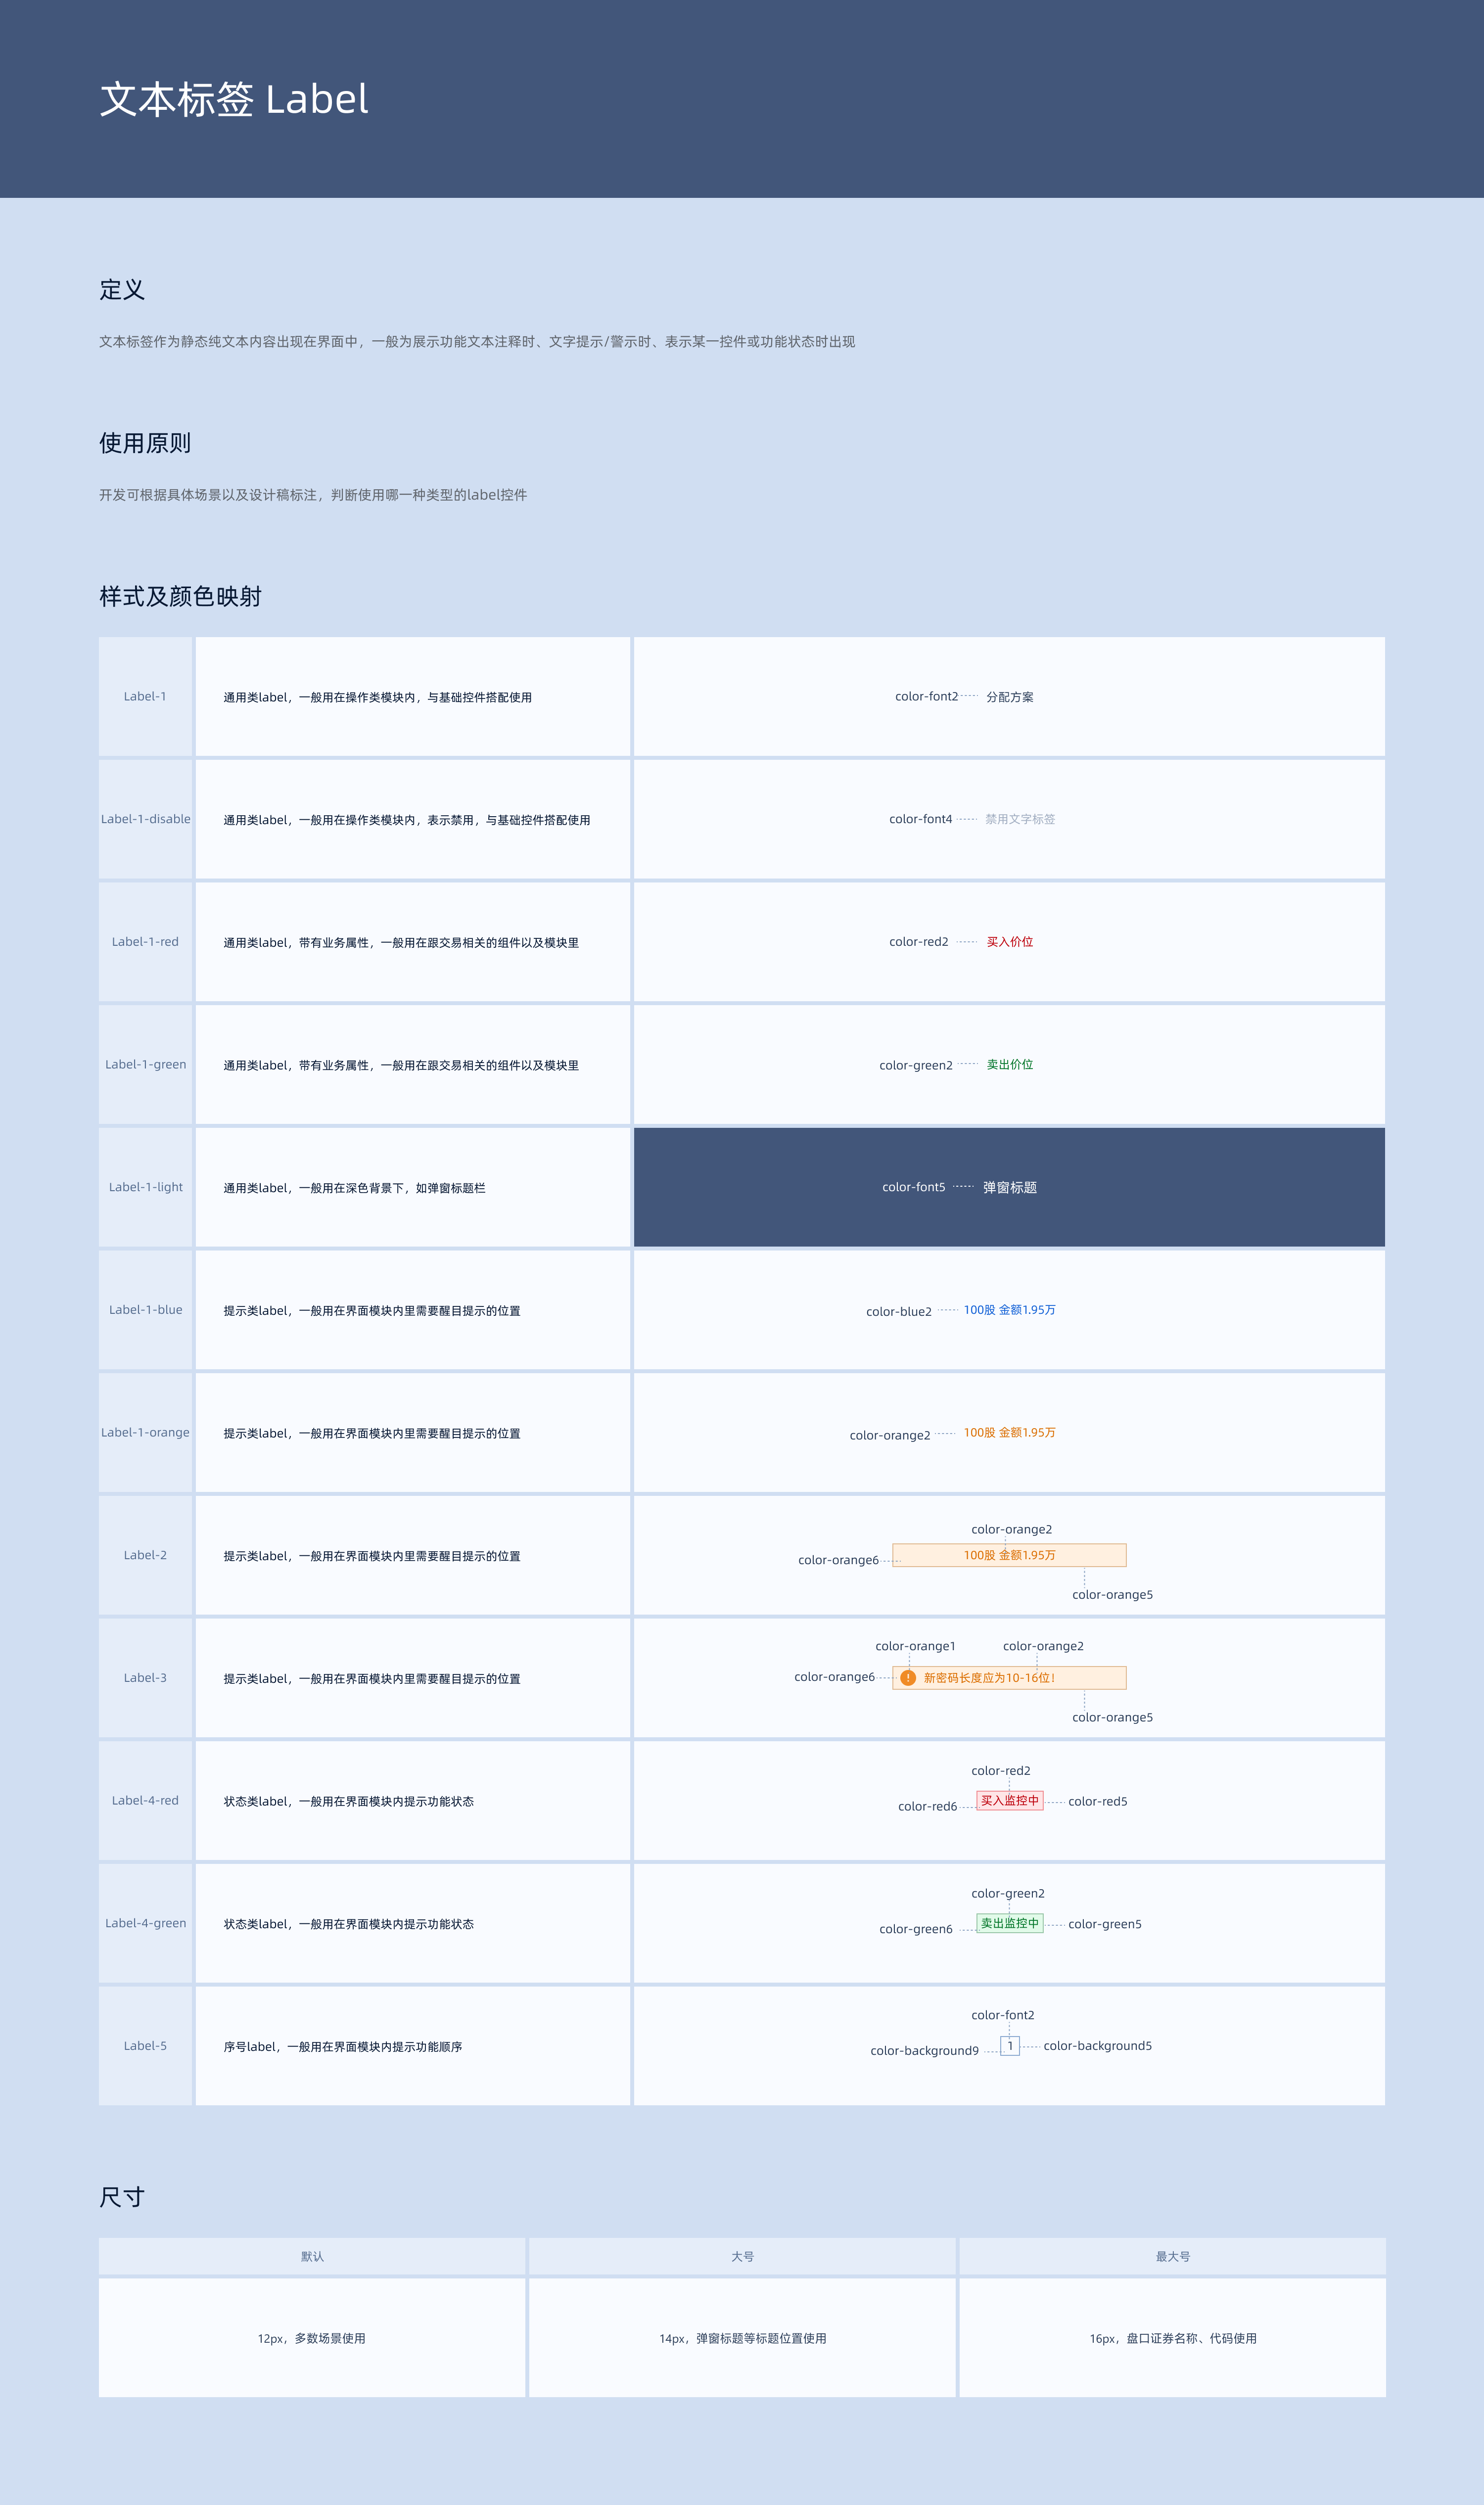 文本标签 Label
定义
文本标签作为静态纯文本内容出现在界面中，一般为展示功能文本注释时、文字提示/警示时、表示某一控件或功能状态时出现
使用原则
开发可根据具体场景以及设计稿标注，判断使用哪一种类型的label控件
样式及颜色映射
Label-1
通用类label，一般用在操作类模块内，与基础控件搭配使用
color-font2
分配方案
Label-1-disable
通用类label，一般用在操作类模块内，表示禁用，与基础控件搭配使用
color-font4
禁用文字标签
Label-1-red
通用类label，带有业务属性，一般用在跟交易相关的组件以及模块里
color-red2
买入价位
Label-1-green
通用类label，带有业务属性，一般用在跟交易相关的组件以及模块里
color-green2
卖出价位
Label-1-light
通用类label，一般用在深色背景下，如弹窗标题栏
color-font5
弹窗标题
Label-1-blue
提示类label，一般用在界面模块内里需要醒目提示的位置
color-blue2
100股 金额1.95万
Label-1-orange
提示类label，一般用在界面模块内里需要醒目提示的位置
color-orange2
100股 金额1.95万
Label-2
提示类label，一般用在界面模块内里需要醒目提示的位置
color-orange2
color-orange6
100股 金额1.95万
color-orange5
Label-3
提示类label，一般用在界面模块内里需要醒目提示的位置
color-orange1
color-orange2
color-orange6
!
新密码长度应为10-16位！
color-orange5
Label-4-red
状态类label，一般用在界面模块内提示功能状态
color-red2
color-red6
买入监控中
color-red5
Label-4-green
状态类label，一般用在界面模块内提示功能状态
color-green2
color-green6
卖出监控中
color-green5
Label-5
序号label，一般用在界面模块内提示功能顺序
color-font2
color-background9
1
color-background5
尺寸
默认
大号
最大号
12px，多数场景使用
14px，弹窗标题等标题位置使用
16px，盘口证券名称、代码使用